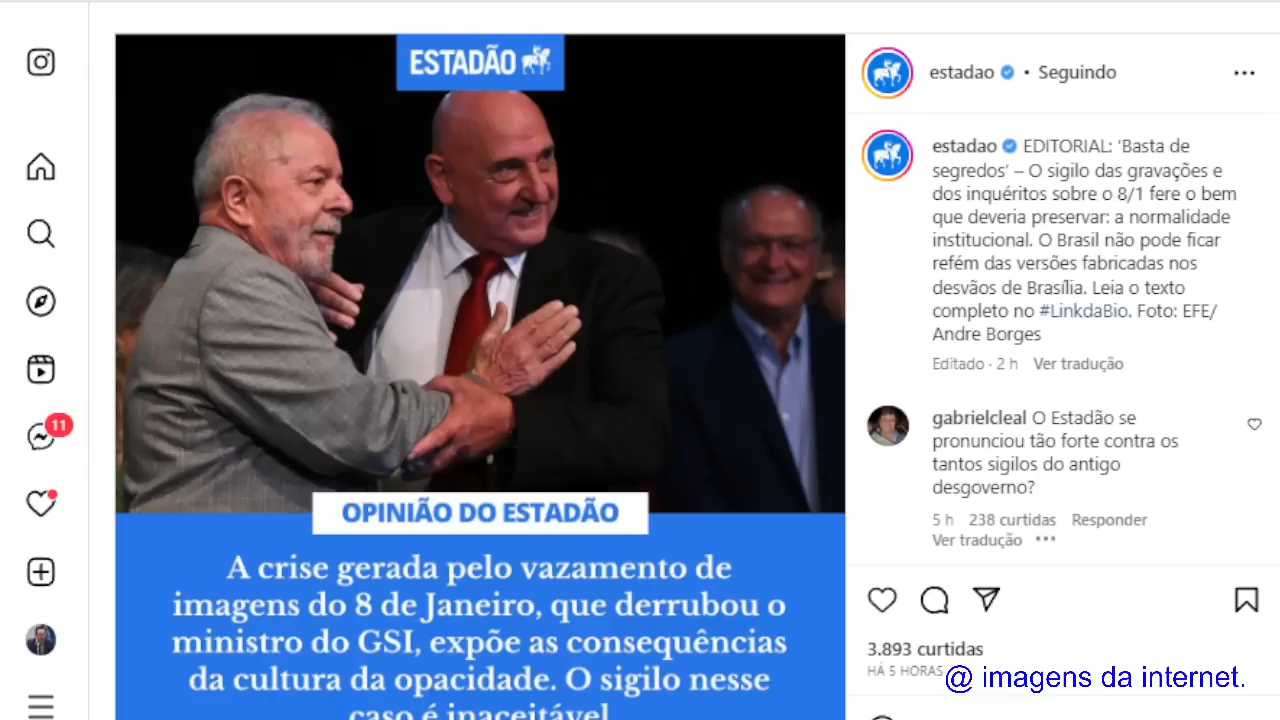 ESTADÃO
OPINIÃO DO ESTADÃO
A crise gerada pelo vazamento de
imagens do 8 de Janeiro, que derrubou o
ministro do GSI, expõe as consequências
da cultura da opacidade. O sigilo nesse
caso é inaceitável
11
estadao • Seguindo
estadao EDITORIAL: ‘Basta de
segredos’ – O sigilo das gravações e
dos inquéritos sobre o 8/1 fere o bem
que deveria preservar: a normalidade
institucional. O Brasil não pode ficar
refém das versões fabricadas nos
desvãos de Brasília. Leia o texto
completo no #LinkdaBio. Foto: EFE/
Andre Borges
Editado · 2 h Ver tradução
gabrielcleal O Estadão se
pronunciou tão forte contra os
tantos sigilos do antigo
desgoverno?
5 h 238 curtidas Responder
Ver tradução
3.893 curtidas
HÁ 5 HORAS
@ imagens da internet.